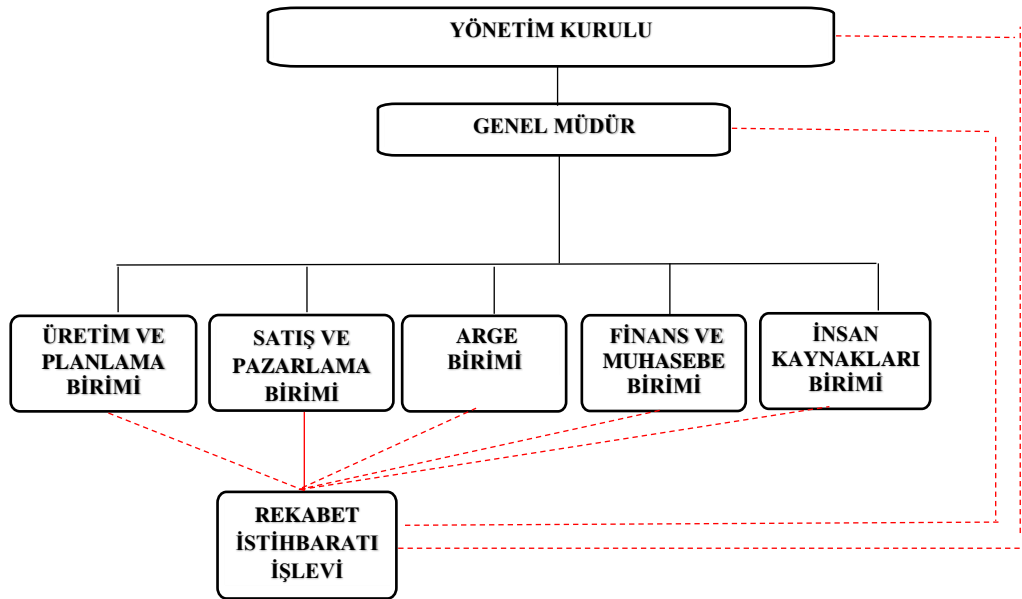 YÖNETİM KURULU
GENEL MÜDÜR
ÜRETİM VE
PLANLAMA
BİRİMİ
SATIŞ VE
PAZARLAMA
BİRİMİ
ARGE
BİRİMİ
FİNANS VE
MUHASEBE
BİRİMİ
İNSAN
KAYNAKLARI
BİRİMİ
REKABET
İSTİHBARATI
İŞLEVİ